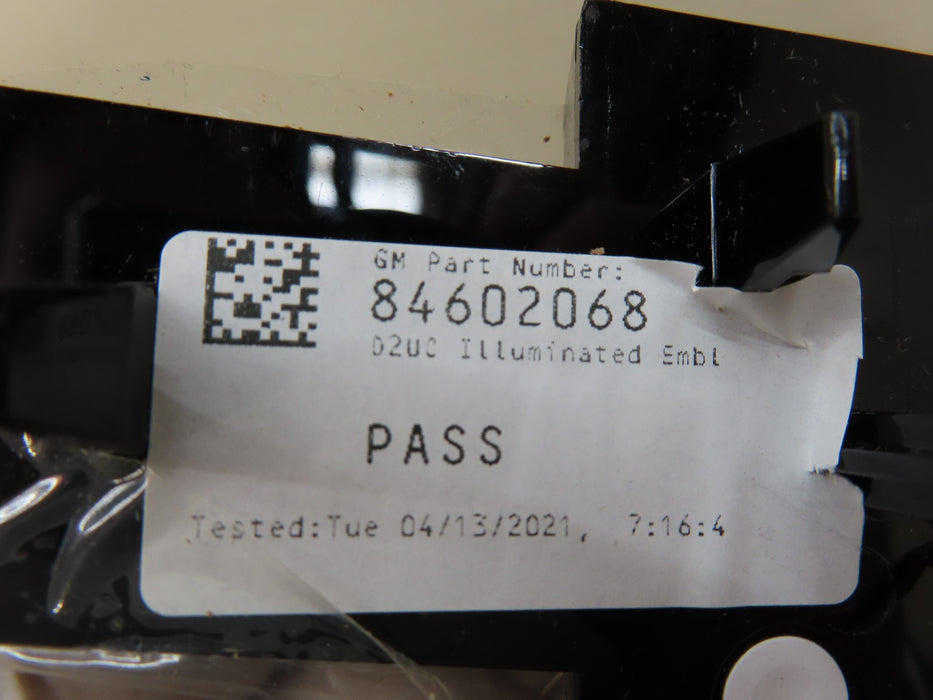 GM Part Number:
84602068
D2UC Illuminated Embl
PASS
Tested:Tue 04/13/2021, 7:16:4